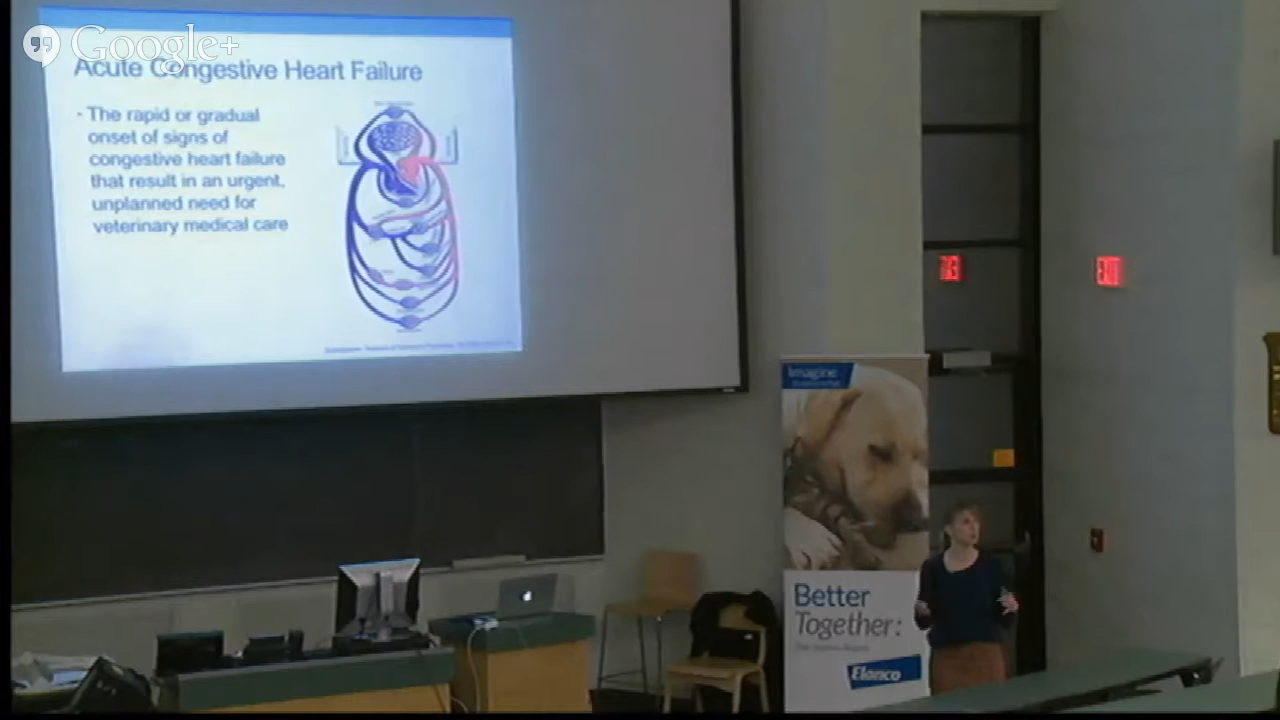 Google+
Acute Congestive Heart Failure
- The rapid or gradual
onset of signs of
congestive heart failure
that result in an urgent,
unplanned need for
veterinary medical care
EXIT
Imagine
Better
Together:
Elanco